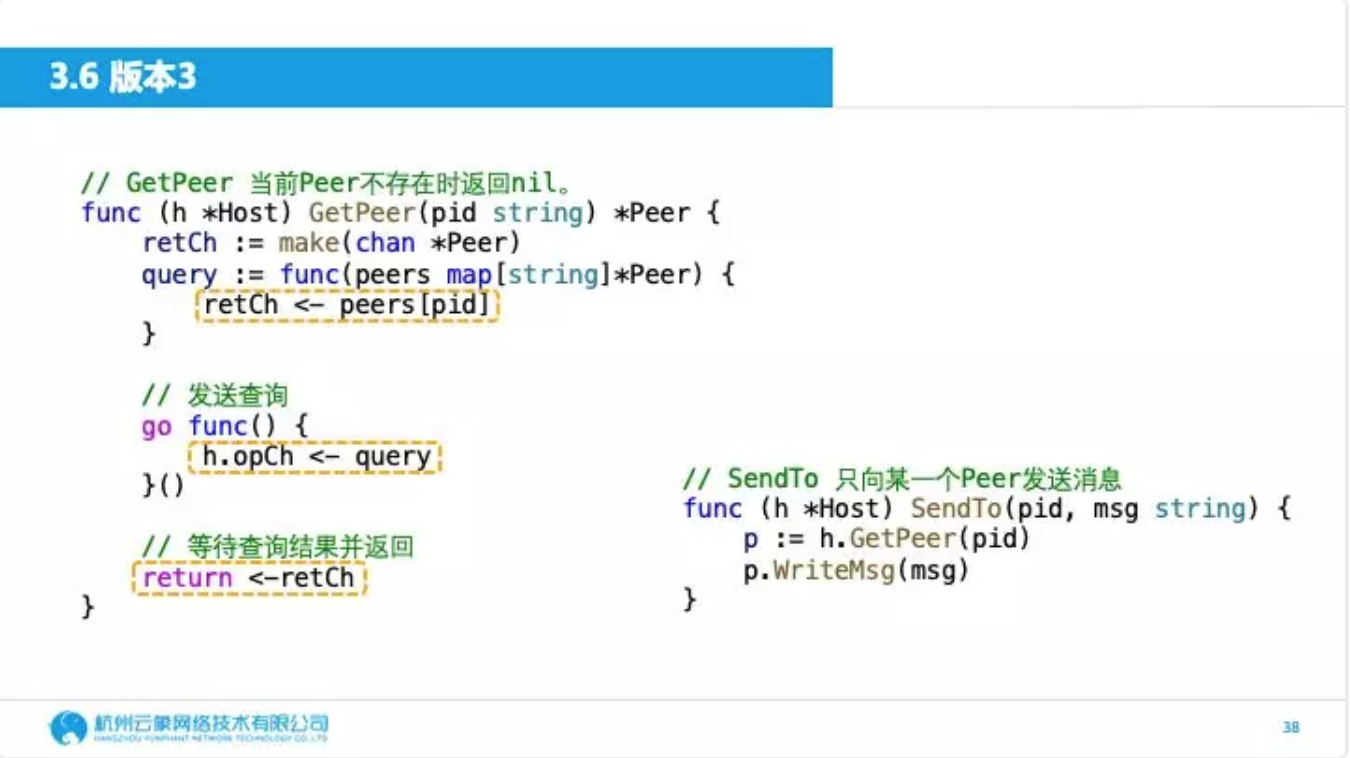 3.6 版本3
// GetPeer 当前Peer不存在时返回nil。
func (h *Host) GetPeer(pid string) *Peer {
    retCh := make(chan *Peer)
    query := func(peers map[string]*Peer) {
        retCh <- peers[pid]
    }
    // 发送查询
    go func() {
        h.opCh <- query
    }()
    // 等待查询结果并返回
    return <-retCh
}
// SendTo 只向某一个Peer发送消息
func (h *Host) SendTo(pid, msg string) {
    p := h.GetPeer(pid)
    p.WriteMsg(msg)
}
杭州云象网络技术有限公司
HANGZHOU YUNPHANT NETWORK TECHNOLOGY CO.,LTD
38